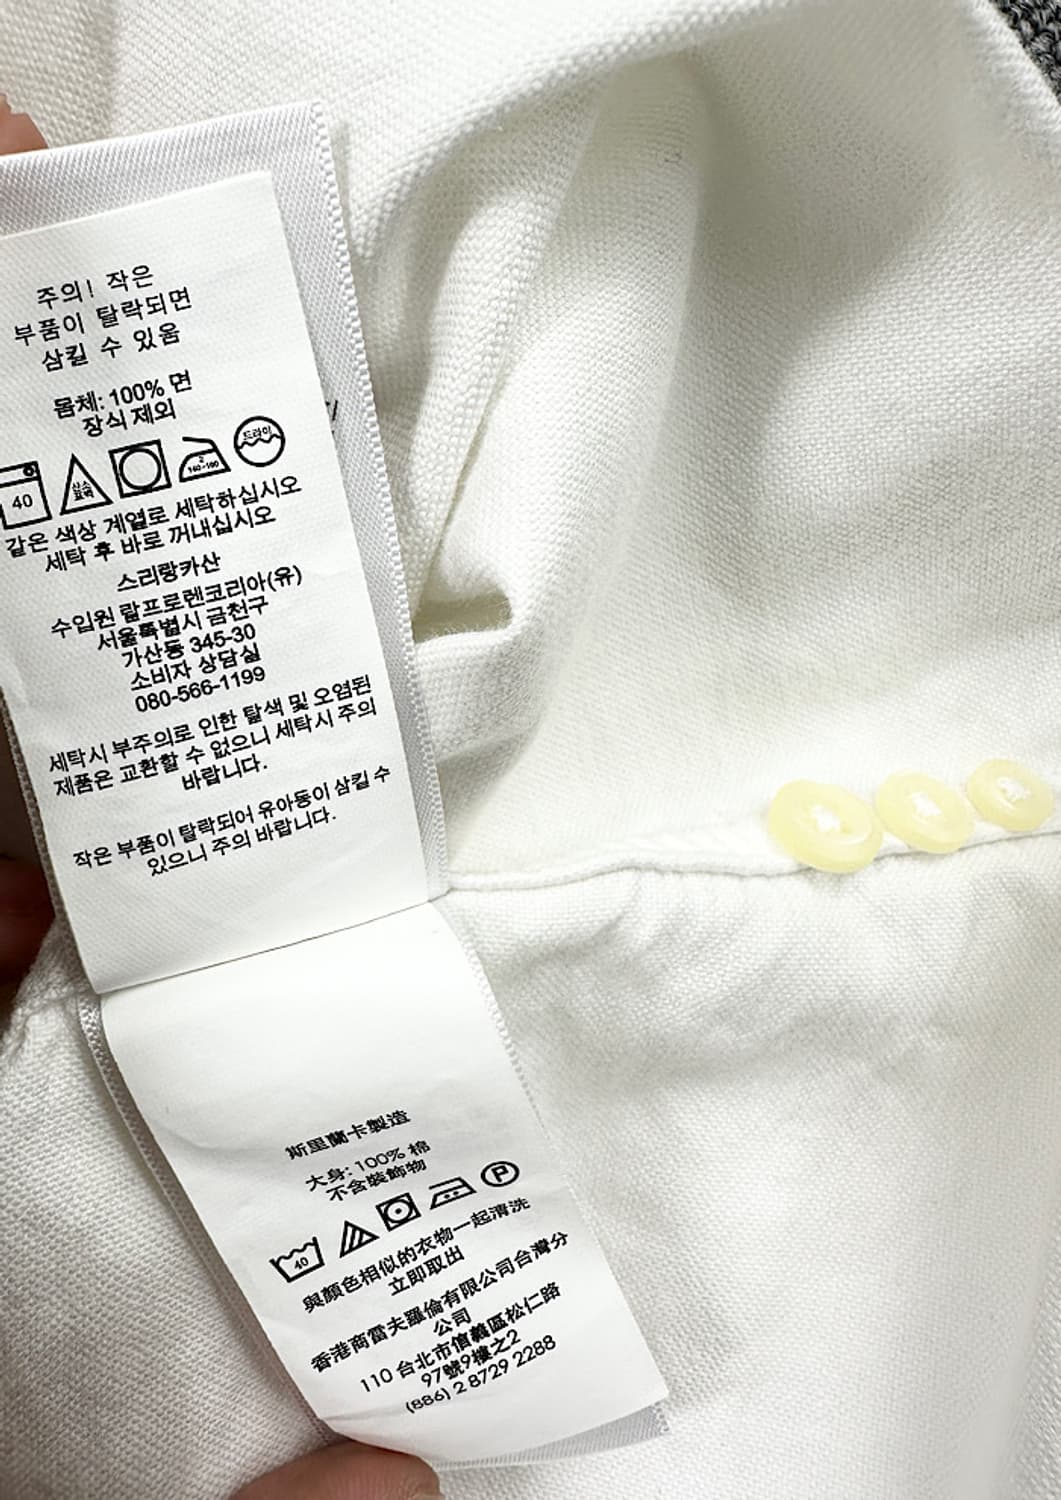 주의! 작은
부품이 탈락되면
삼킬 수 있움
몸체: 100% 면
장식 제외
40
산소
표백
2
140-160
드라이
같은 색상 계열로 세탁하십시오
세탁 후 바로 꺼내십시오
스리랑카산
수입원 랄프로렌코리아(유)
서울특별시 금천구
가산동 345-30
소비자 상담실
080-566-1199
세탁시 부주의로 인한 탈색 및 오염된
제품은 교환할 수 없으니 세탁시 주의
바랍니다.
작은 부품이 탈락되어 유아동이 삼킬 수
있으니 주의 바랍니다.
斯里蘭卡製造
大身: 100% 棉
不含裝飾物
40
P
與顏色相似的衣物一起清洗
立即取出
香港商雷夫羅倫有限公司台灣分
公司
110 台北市信義區松仁路
97號9樓之2
(886) 2 8729 2288